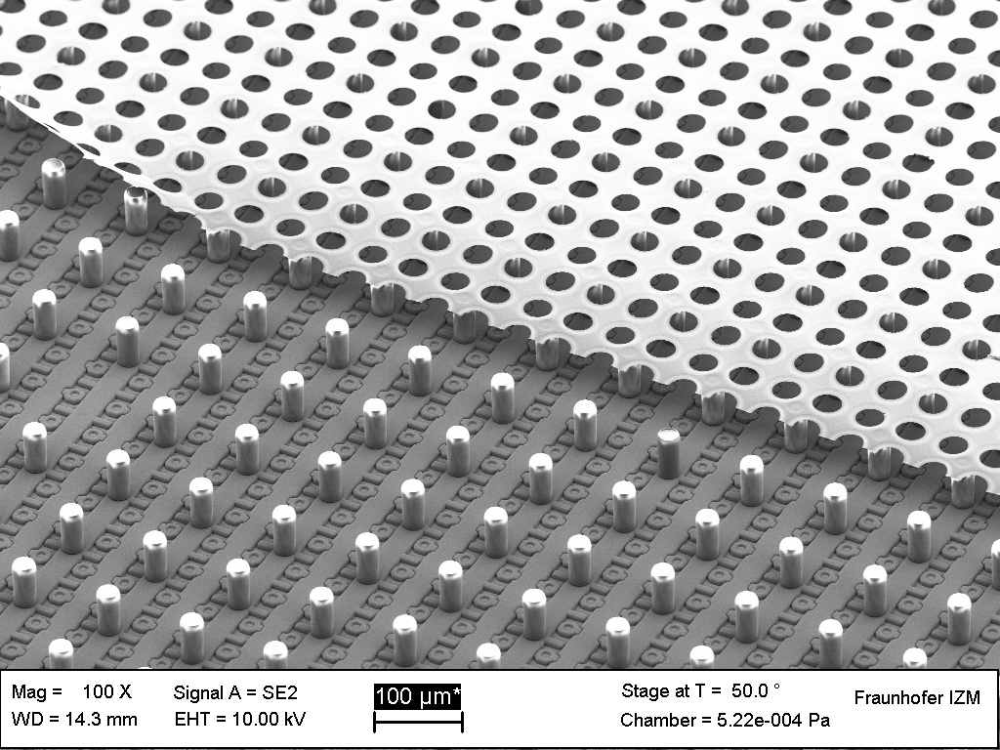 Mag = 100 X Signal A = SE2 100 µm* Stage at T = 50.0 ° Fraunhofer IZM
WD = 14.3 mm EHT = 10.00 kV Chamber = 5.22e-004 Pa